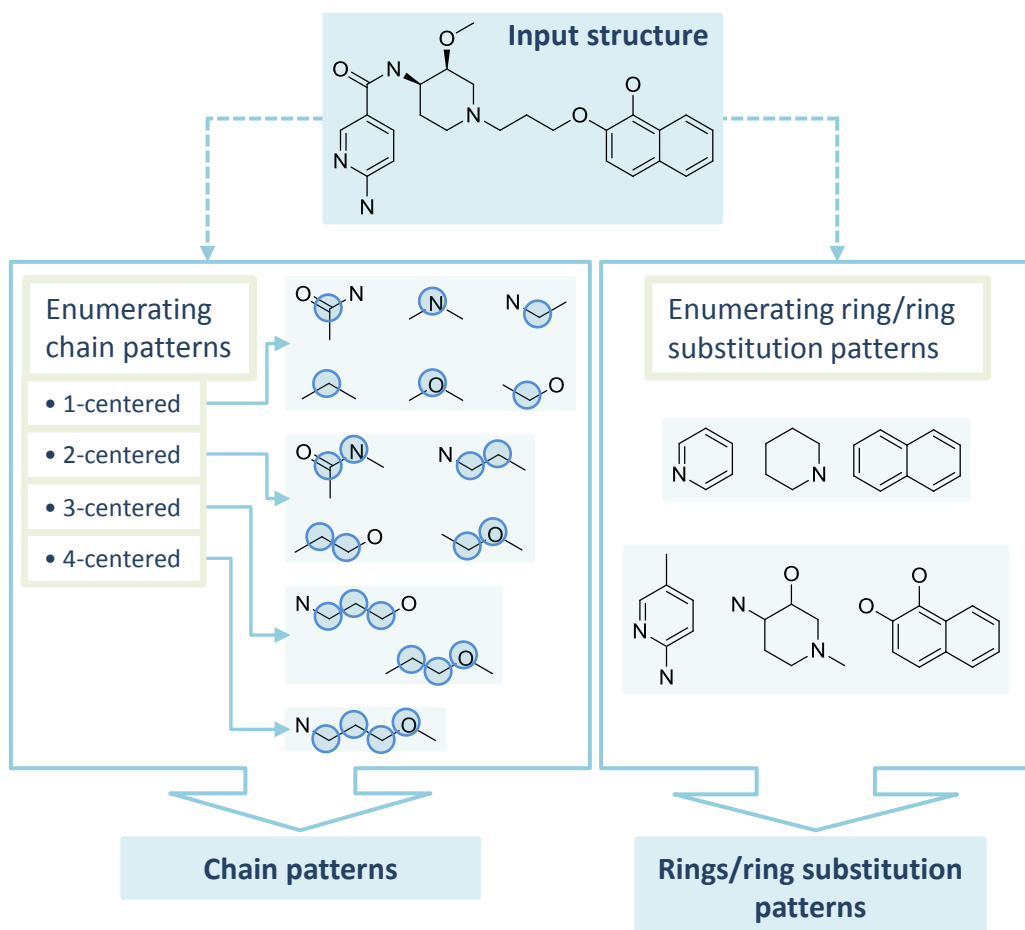 Input structure
O
O N
O
N O
N
N
Enumerating
chain patterns
• 1-centered
• 2-centered
• 3-centered
• 4-centered
O N N N
O O
O N N
O O
N O
O
N O
Chain patterns
Enumerating ring/ring
substitution patterns
N N
O O
N O
N N
N
Rings/ring substitution
patterns